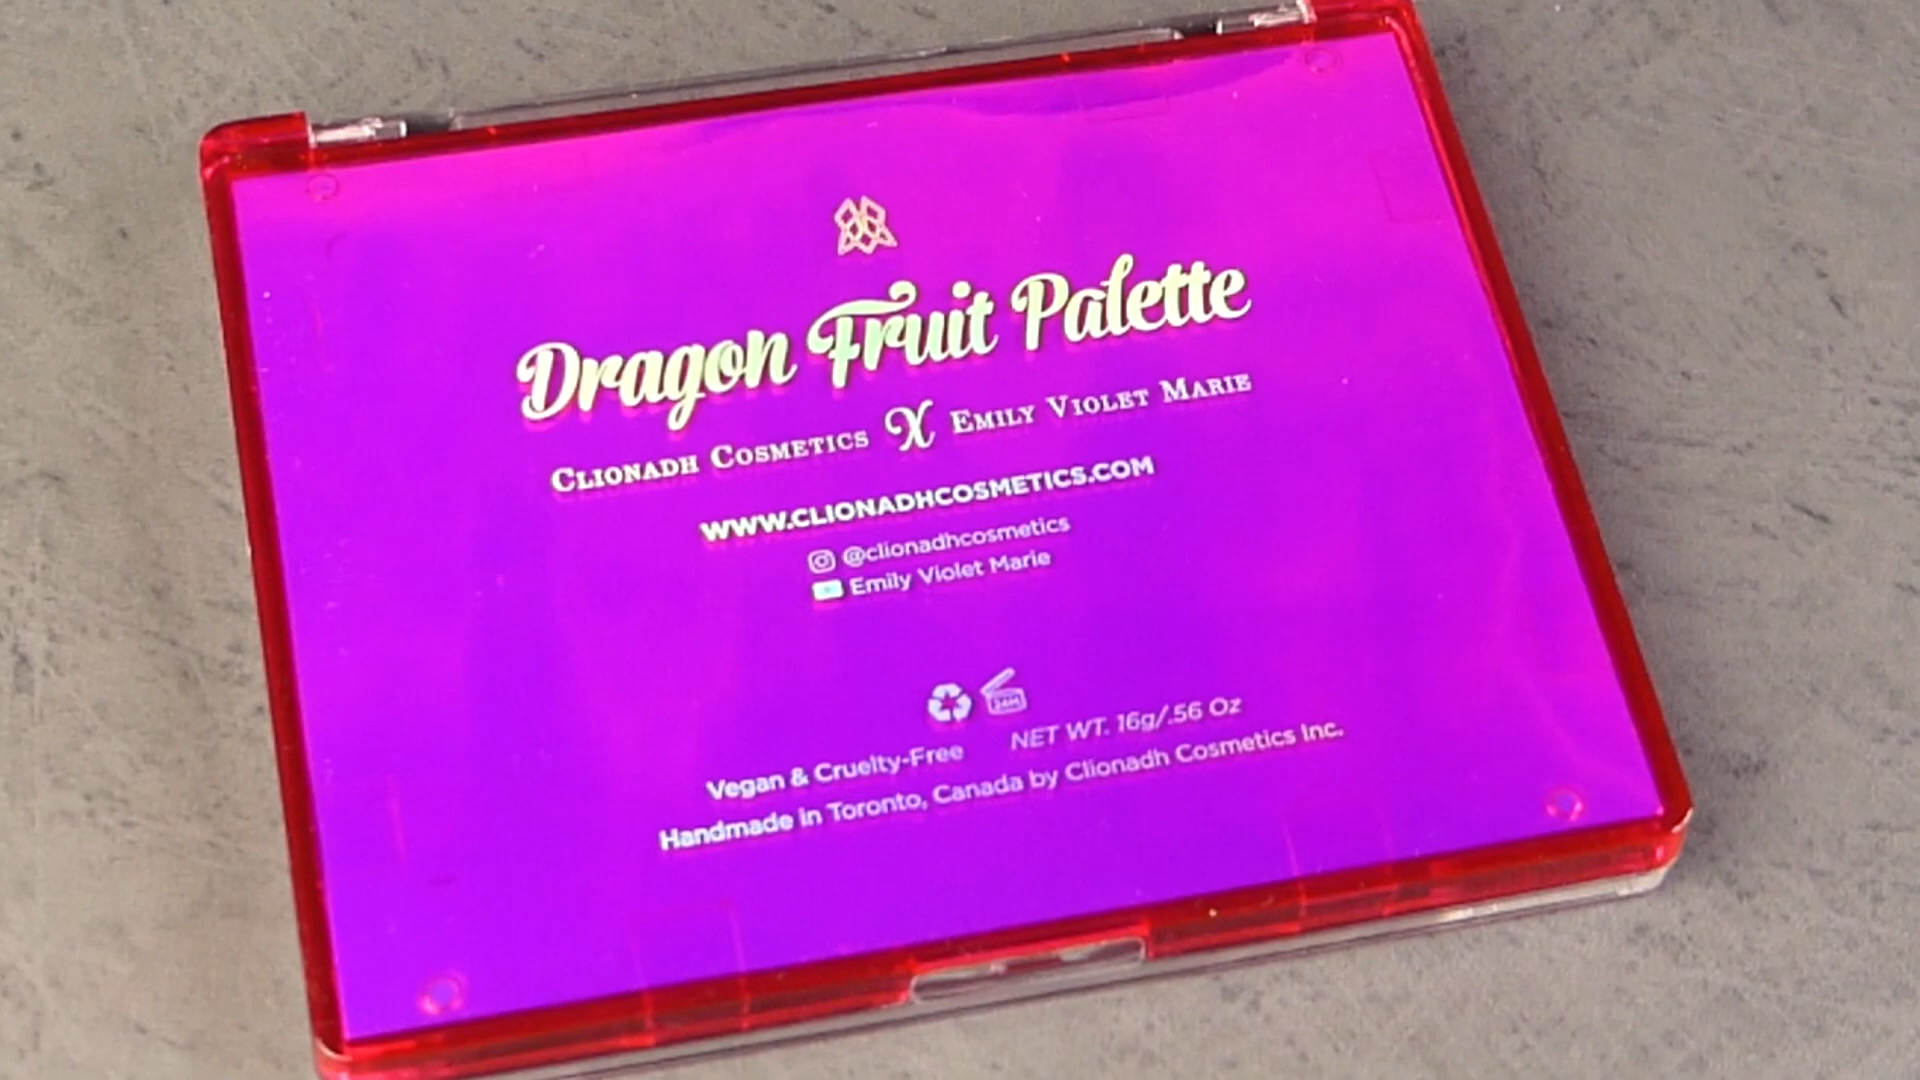 Dragon Fruit Palette
Clionadh Cosmetics X Emily Violet Marie
WWW.CLIONADHCOSMETICS.COM
@clionadhcosmetics
Emily Violet Marie
24M
Vegan & Cruelty-Free NET WT. 16g/.56 Oz
Handmade in Toronto, Canada by Clionadh Cosmetics Inc.